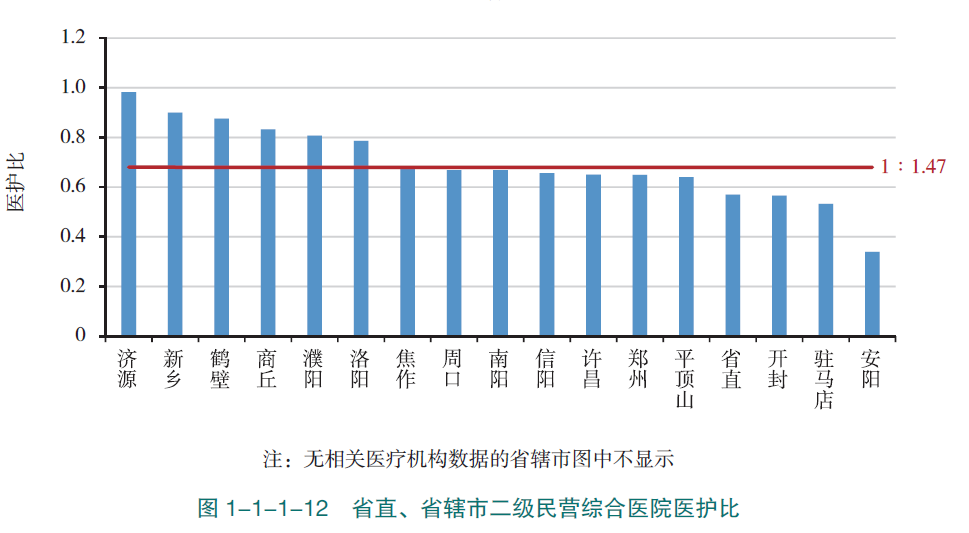 1.2
1.0
0.8
0.6
0.4
0.2
0
医护比
1：1.47
济源 新乡 鹤壁 商丘 濮阳 洛阳 焦作 周口 南阳 信阳 许昌 郑州 平顶山 省直 开封 驻马店 安阳
注：无相关医疗机构数据的省辖市图中不显示
图 1-1-1-12 省直、省辖市二级民营综合医院医护比